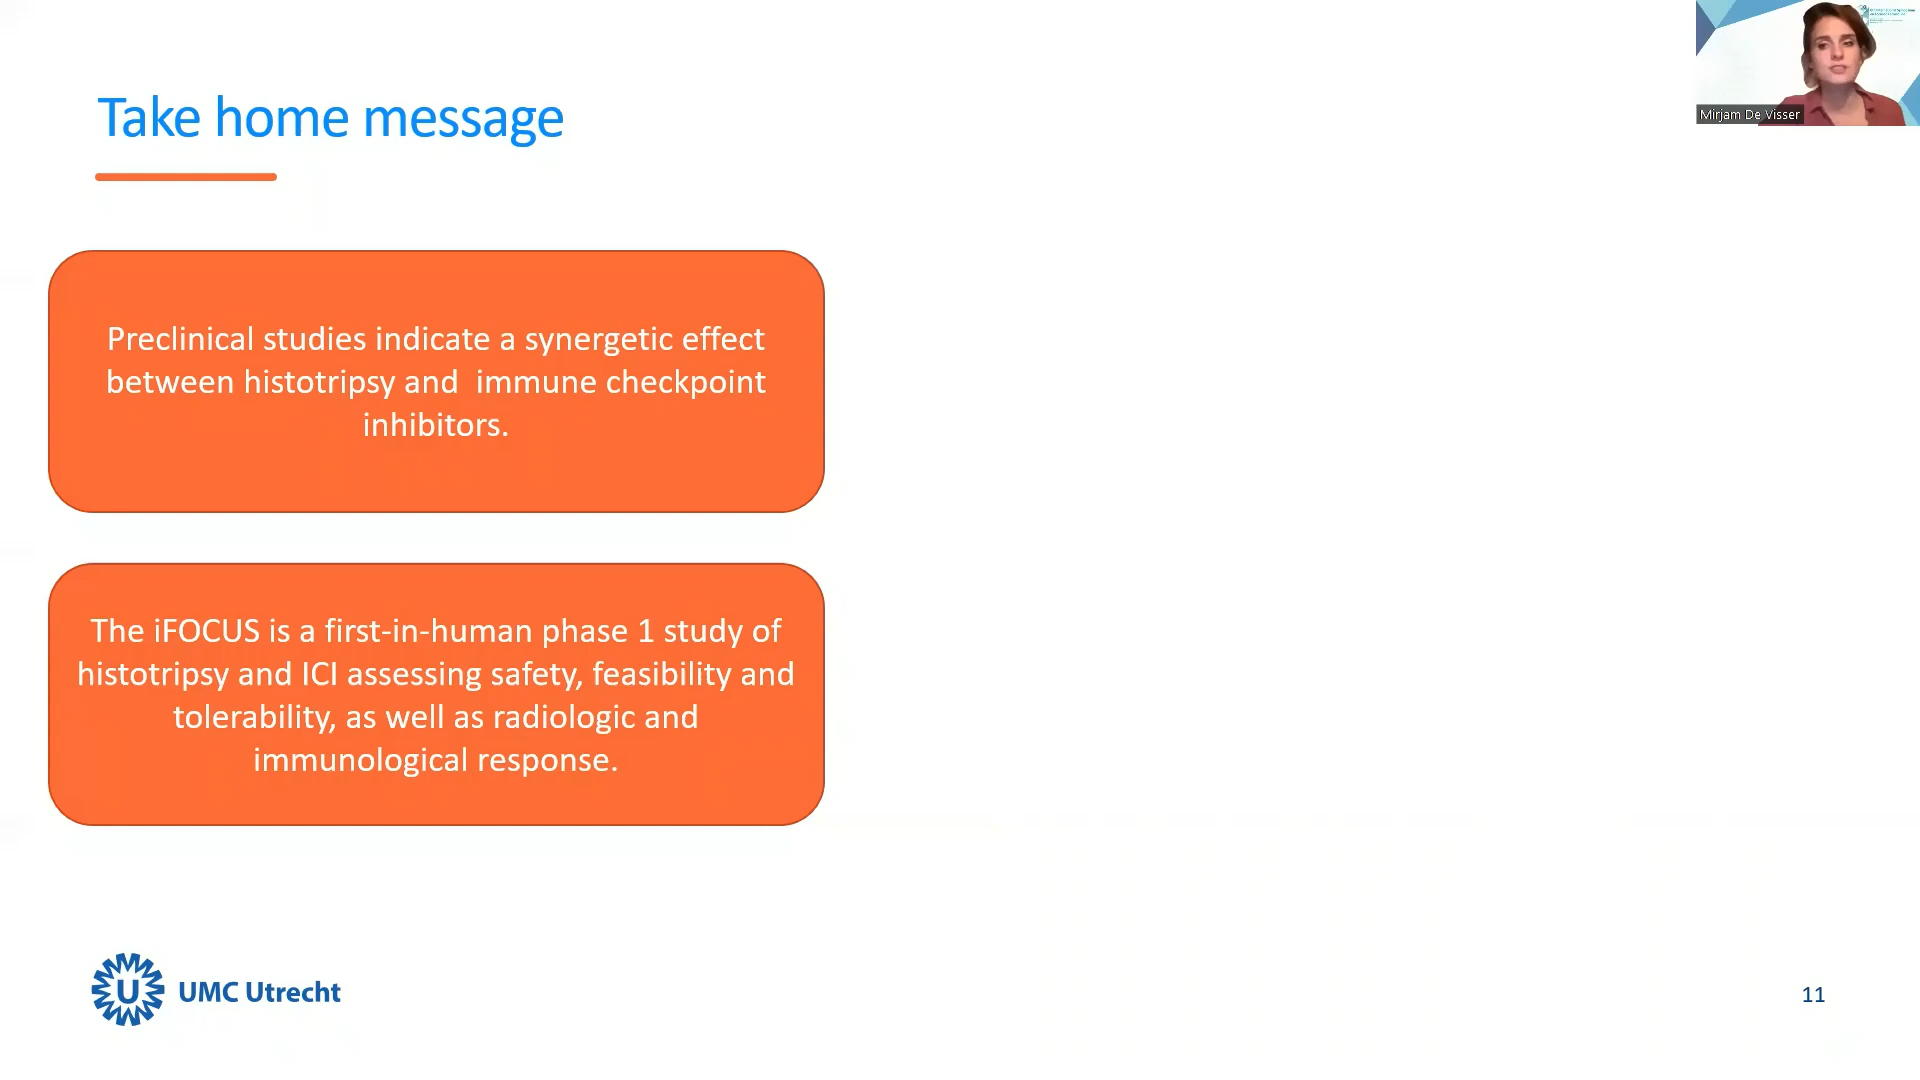 Take home message
Mirjam De Visser
Preclinical studies indicate a synergetic effect
between histotripsy and immune checkpoint
inhibitors.
The iFOCUS is a first-in-human phase 1 study of
histotripsy and ICI assessing safety, feasibility and
tolerability, as well as radiologic and
immunological response.
U UMC Utrecht
11